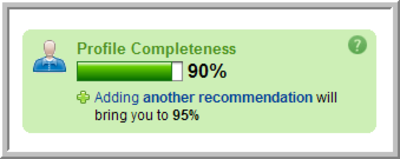 Profile Completeness
?
90%
Adding another recommendation will
bring you to 95%